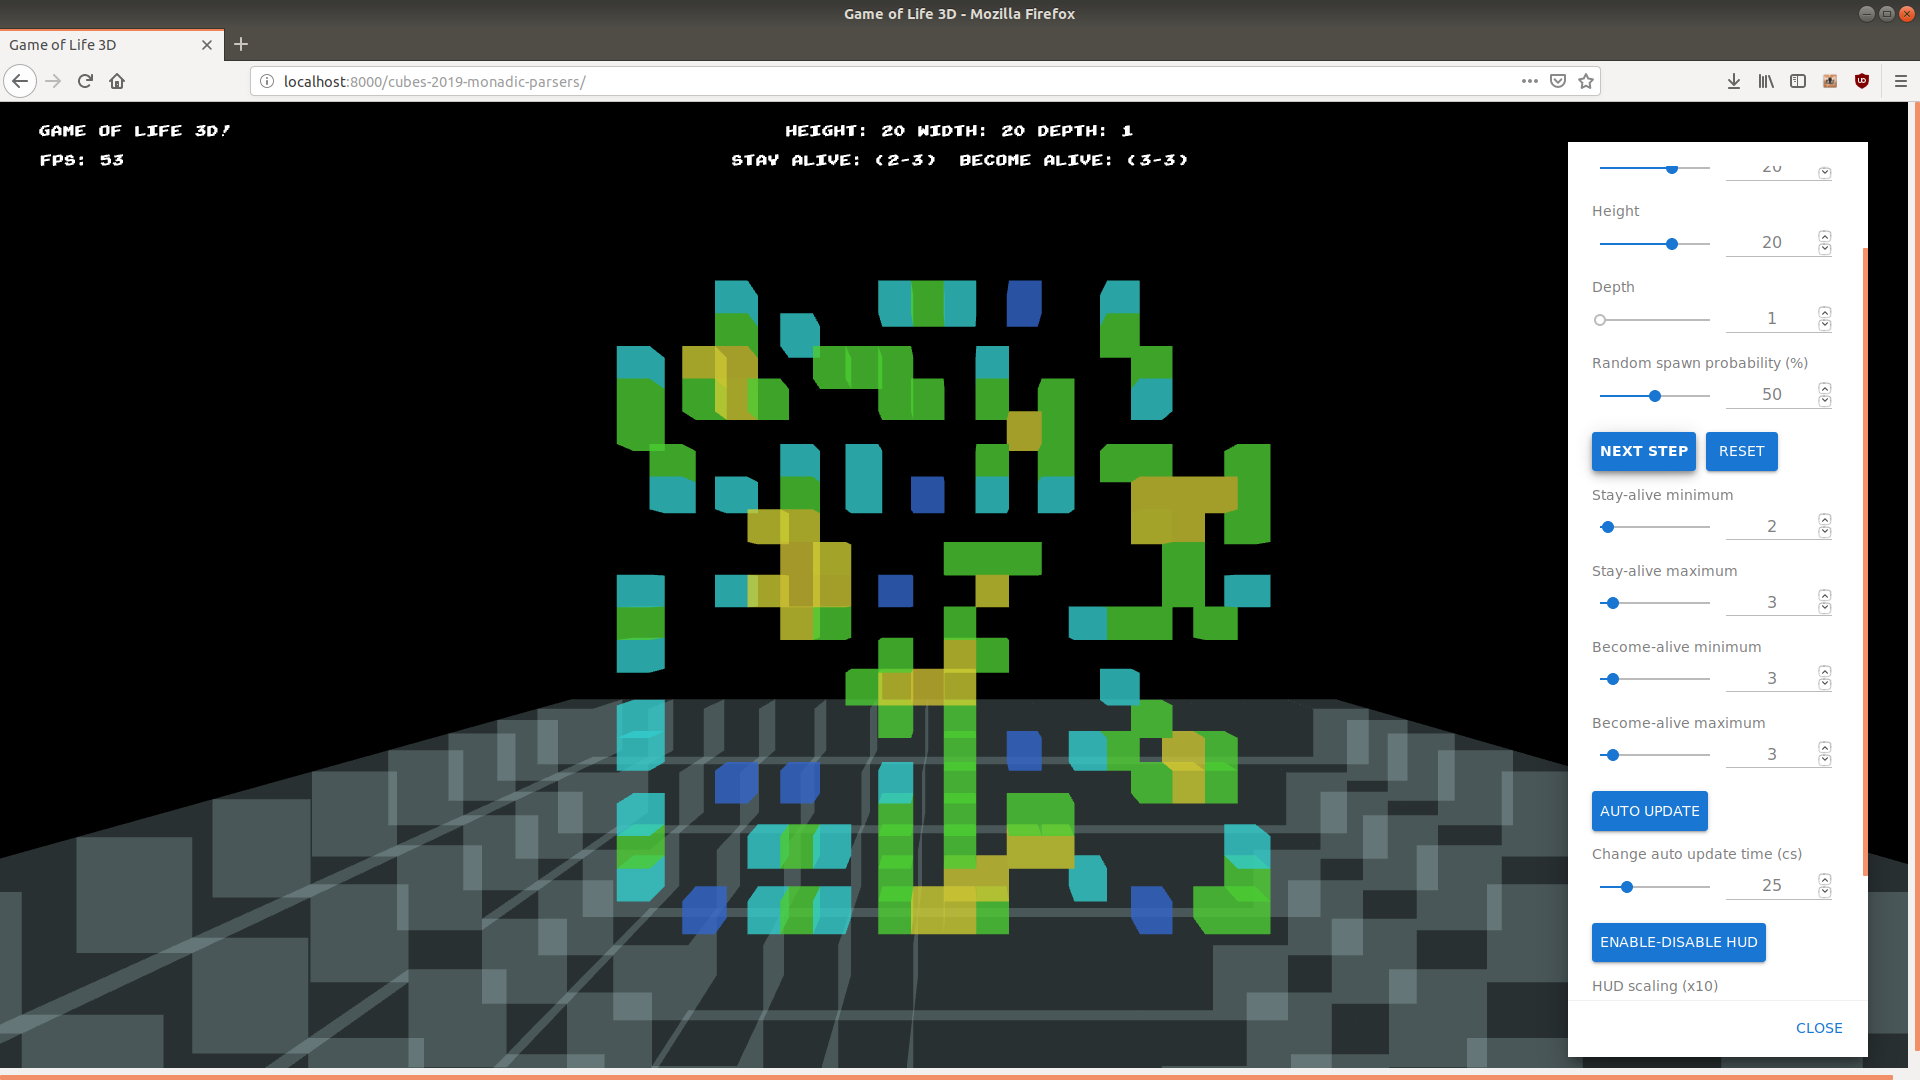 Game of Life 3D - Mozilla Firefox
Game of Life 3D
localhost:8000/cubes-2019-monadic-parsers/
GAME OF LIFE 3D!
HEIGHT: 20 WIDTH: 20 DEPTH: 1
FPS: 53
STAY ALIVE: (2-3) BECOME ALIVE: (3-3)
20
Height
20
Depth
1
Random spawn probability (%)
50
NEXT STEP RESET
Stay-alive minimum
2
Stay-alive maximum
3
Become-alive minimum
3
Become-alive maximum
3
AUTO UPDATE
Change auto update time (cs)
25
ENABLE-DISABLE HUD
HUD scaling (x10)
CLOSE